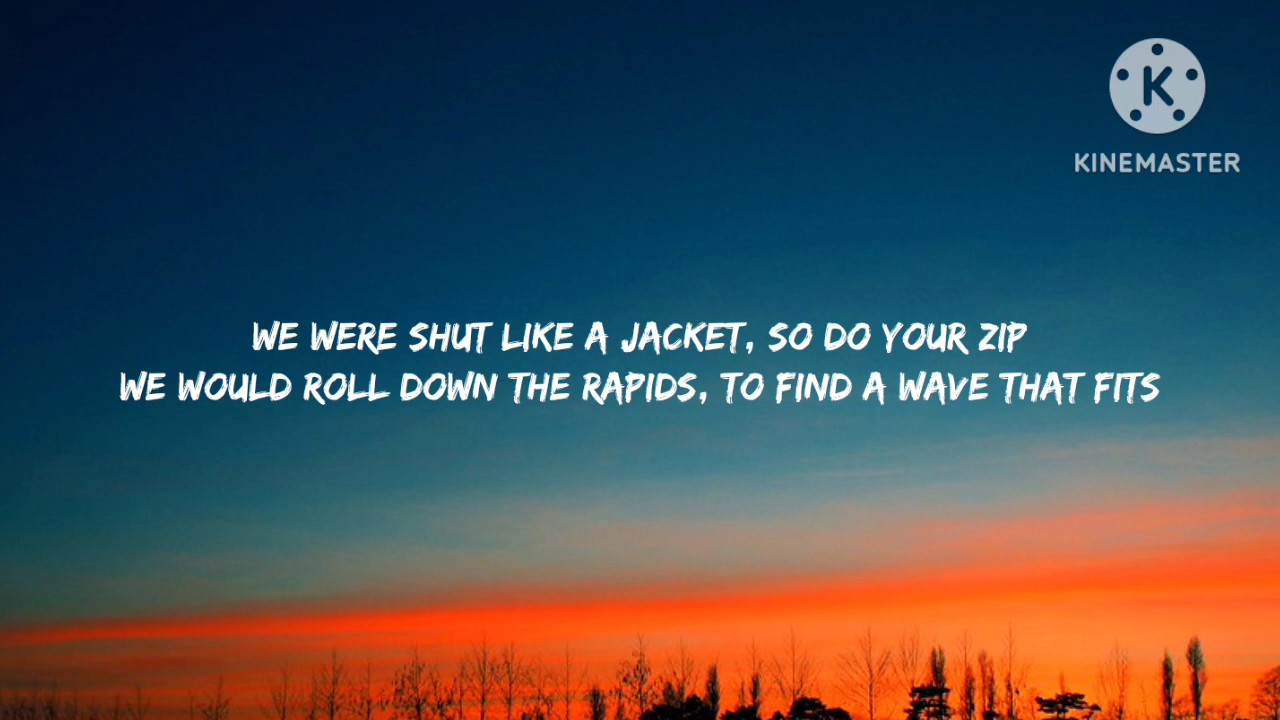 K
KINEMASTER
WE WERE SHUT LIKE A JACKET, SO DO YOUR ZIP
WE WOULD ROLL DOWN THE RAPIDS, TO FIND A WAVE THAT FITS